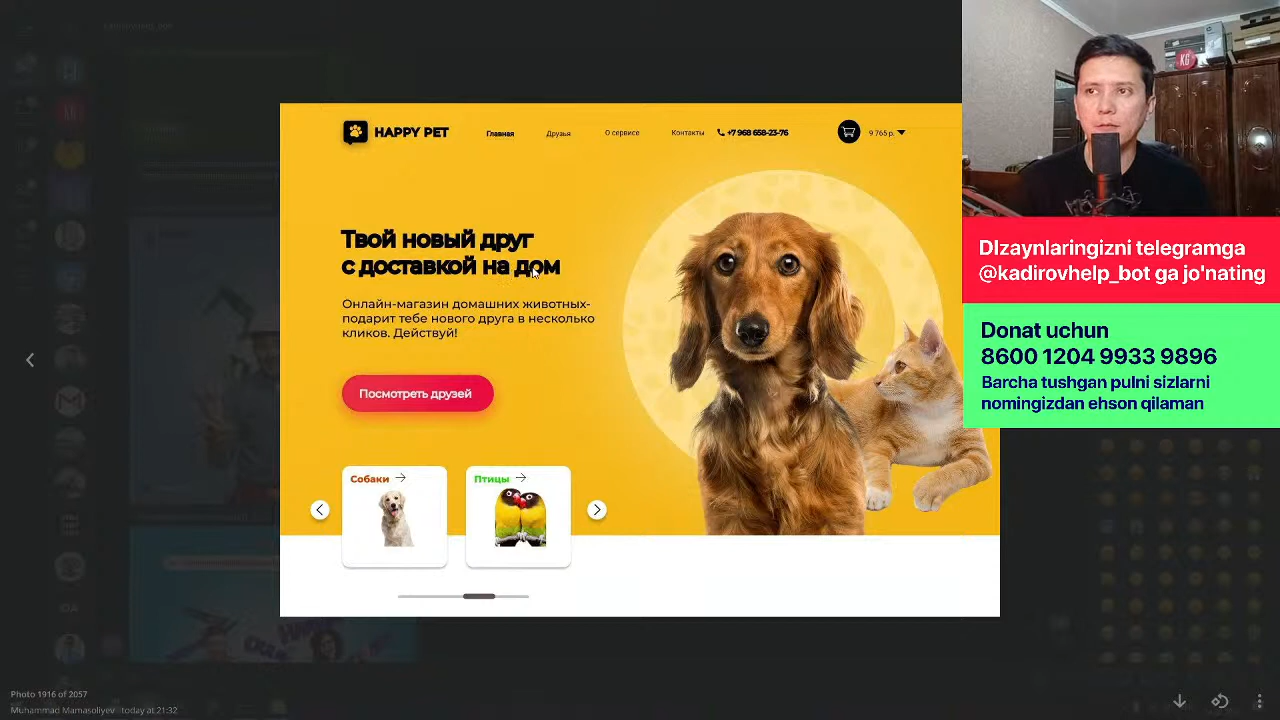 HAPPY PET
Главная
Друзья
О сервисе
Контакты
+7 968 658-23-76
9 765 р.
Твой новый друг
с доставкой на дом
Онлайн-магазин домашних животных-
подарит тебе нового друга в несколько
кликов. Действуй!
Посмотреть друзей
Собаки
Птицы
KG
DIzaynlaringizni telegramga
@kadirovhelp_bot ga jo'nating
Donat uchun
8600 1204 9933 9896
Barcha tushgan pulni sizlarni
nomingizdan ehson qilaman
Photo 1916 of 2057
Muhammad Mamasoliyev today at 21:32